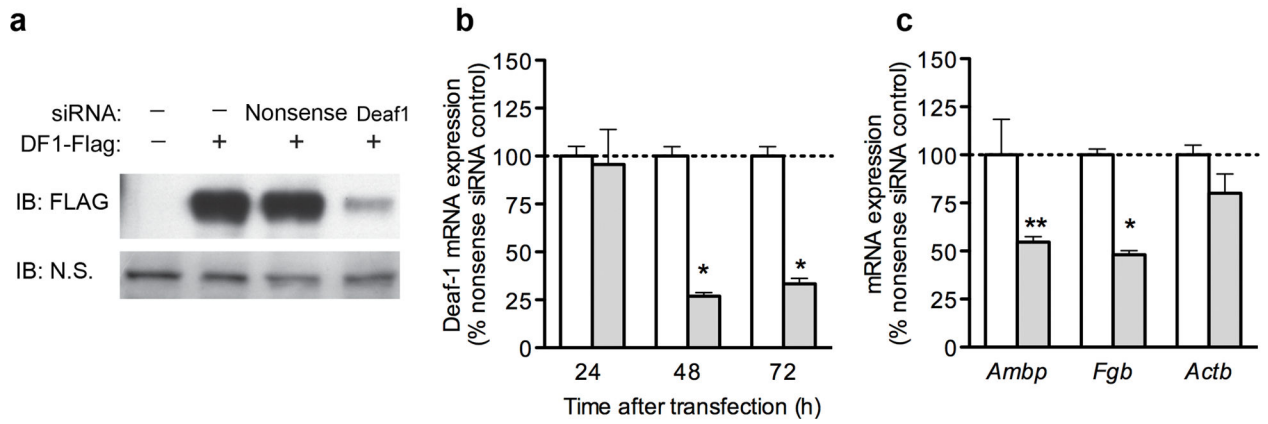 a
siRNA: – – Nonsense Deaf1
DF1-Flag: – + + +
IB: FLAG
IB: N.S.
b
Deaf-1 mRNA expression
(% nonsense siRNA control)
150
125
100
75
50
25
0
* *
24 48 72
Time after transfection (h)
c
mRNA expression
(% nonsense siRNA control)
150
125
100
75
50
25
0
** *
Ambp Fgb Actb